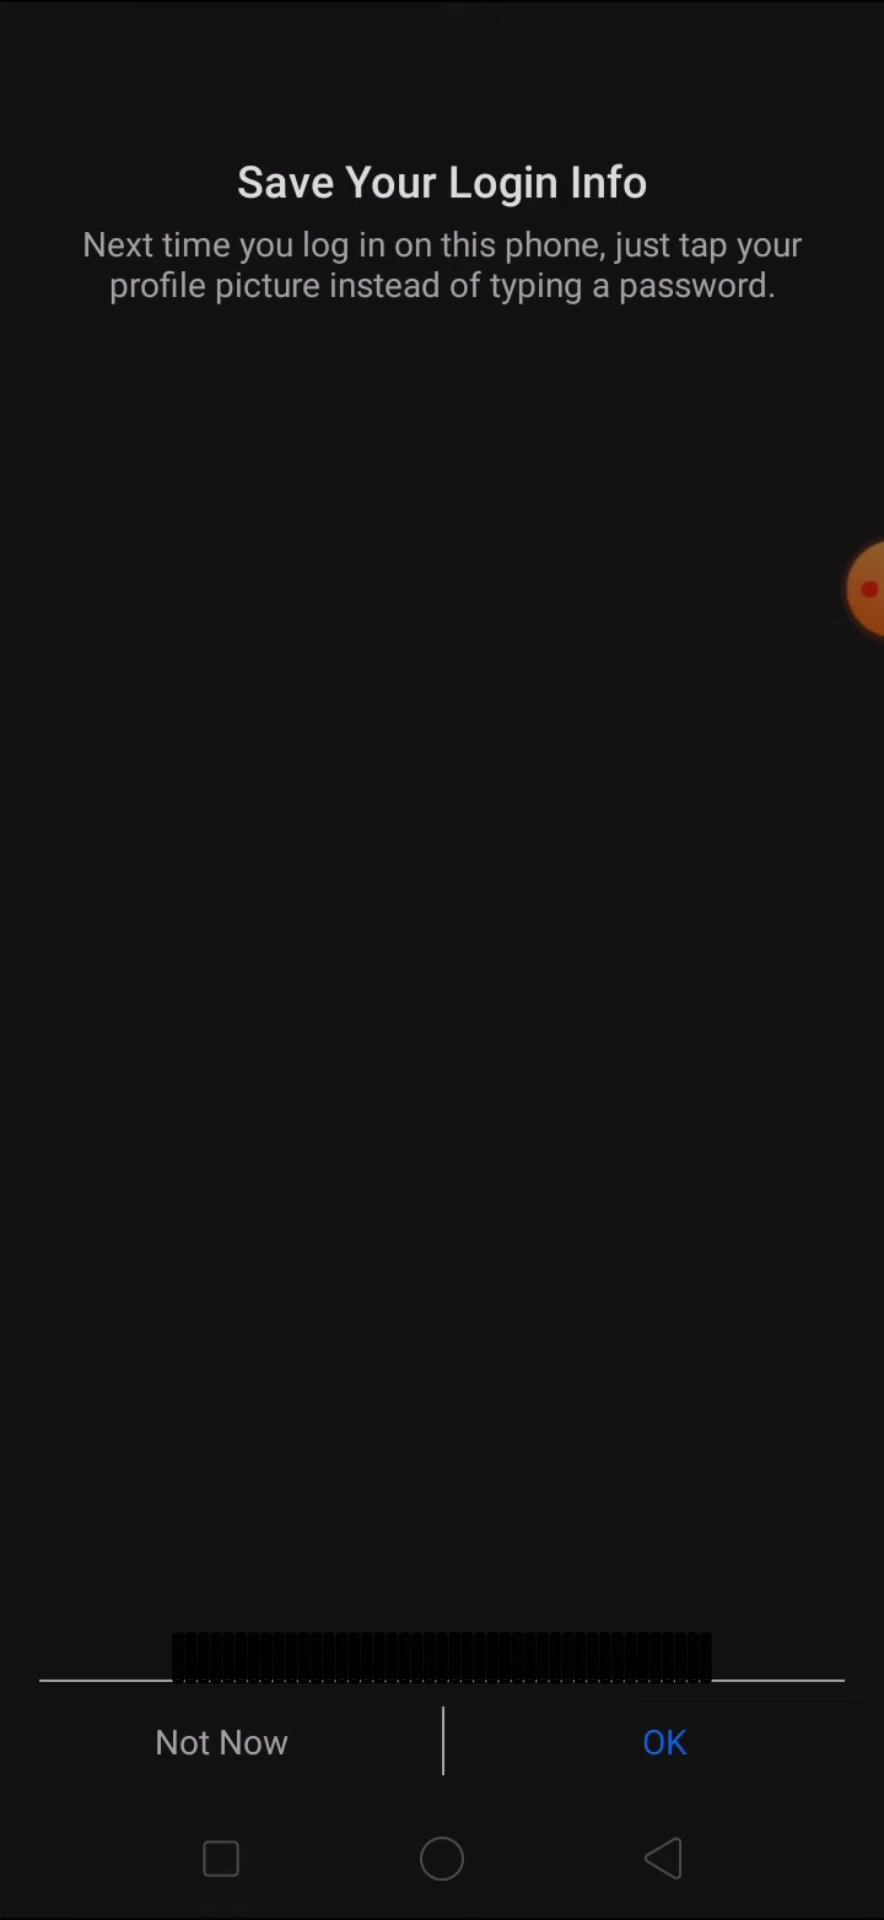 Save Your Login Info
Next time you log in on this phone, just tap your
profile picture instead of typing a password.
Not Now
OK